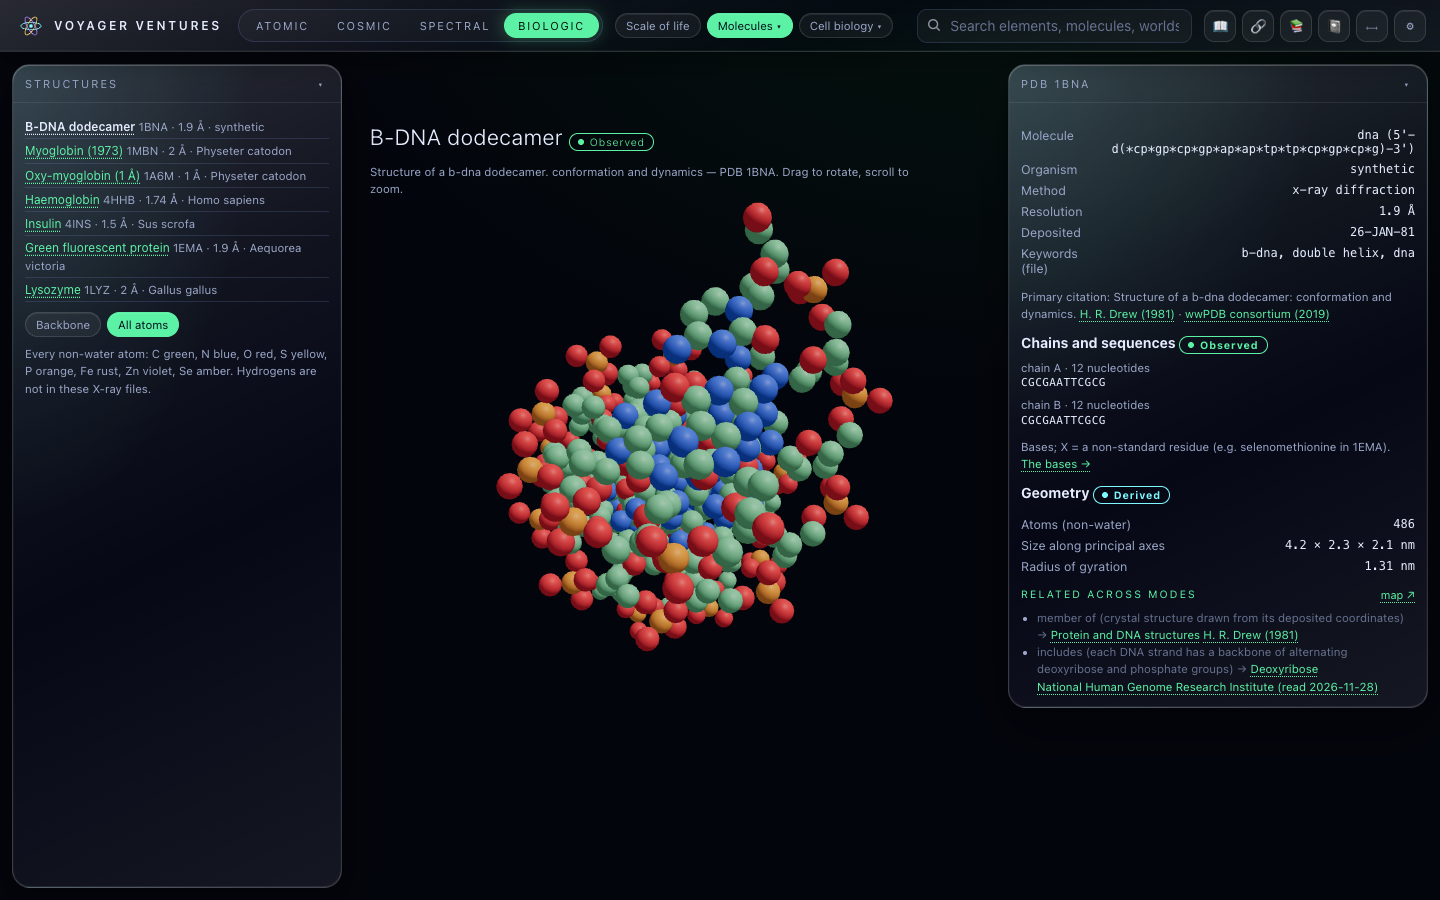 VOYAGER VENTURES
ATOMIC
COSMIC
SPECTRAL
BIOLOGIC
Scale of life
Molecules ▾
Cell biology ▾
Search elements, molecules, worlds
STRUCTURES
B-DNA dodecamer 1BNA · 1.9 Å · synthetic
Myoglobin (1973) 1MBN · 2 Å · Physeter catodon
Oxy-myoglobin (1 Å) 1A6M · 1 Å · Physeter catodon
Haemoglobin 4HHB · 1.74 Å · Homo sapiens
Insulin 4INS · 1.5 Å · Sus scrofa
Green fluorescent protein 1EMA · 1.9 Å · Aequorea
victoria
Lysozyme 1LYZ · 2 Å · Gallus gallus
Backbone
All atoms
Every non-water atom: C green, N blue, O red, S yellow,
P orange, Fe rust, Zn violet, Se amber. Hydrogens are
not in these X-ray files.
B-DNA dodecamer
Observed
Structure of a b-dna dodecamer. conformation and dynamics — PDB 1BNA. Drag to rotate, scroll to
zoom.
PDB 1BNA
Molecule dna (5'-
d(*cp*gp*cp*gp*ap*ap*tp*tp*cp*gp*cp*g)-3')
Organism synthetic
Method x-ray diffraction
Resolution 1.9 Å
Deposited 26-JAN-81
Keywords b-dna, double helix, dna
(file)
Primary citation: Structure of a b-dna dodecamer: conformation and
dynamics. H. R. Drew (1981) · wwPDB consortium (2019)
Chains and sequences Observed
chain A · 12 nucleotides
CGCGAATTCGCG
chain B · 12 nucleotides
CGCGAATTCGCG
Bases; X = a non-standard residue (e.g. selenomethionine in 1EMA).
The bases →
Geometry Derived
Atoms (non-water) 486
Size along principal axes 4.2 × 2.3 × 2.1 nm
Radius of gyration 1.31 nm
RELATED ACROSS MODES map ↗
member of (crystal structure drawn from its deposited coordinates)
→ Protein and DNA structures H. R. Drew (1981)
includes (each DNA strand has a backbone of alternating
deoxyribose and phosphate groups) → Deoxyribose
National Human Genome Research Institute (read 2026-11-28)